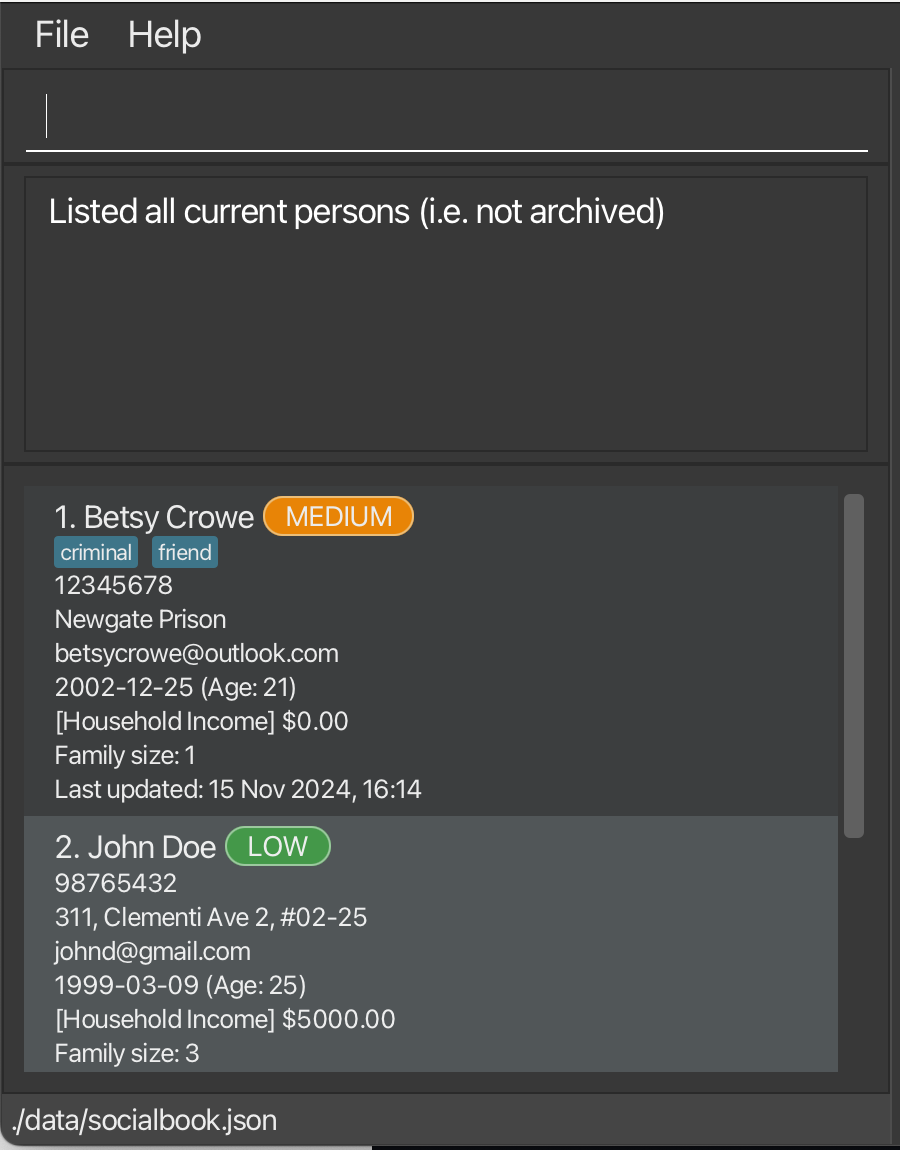 File Help
Listed all current persons (i.e. not archived)
1. Betsy Crowe MEDIUM
criminal friend
12345678
Newgate Prison
betsycrowe@outlook.com
2002-12-25 (Age: 21)
[Household Income] $0.00
Family size: 1
Last updated: 15 Nov 2024, 16:14
2. John Doe LOW
98765432
311, Clementi Ave 2, #02-25
johnd@gmail.com
1999-03-09 (Age: 25)
[Household Income] $5000.00
Family size: 3
./data/socialbook.json